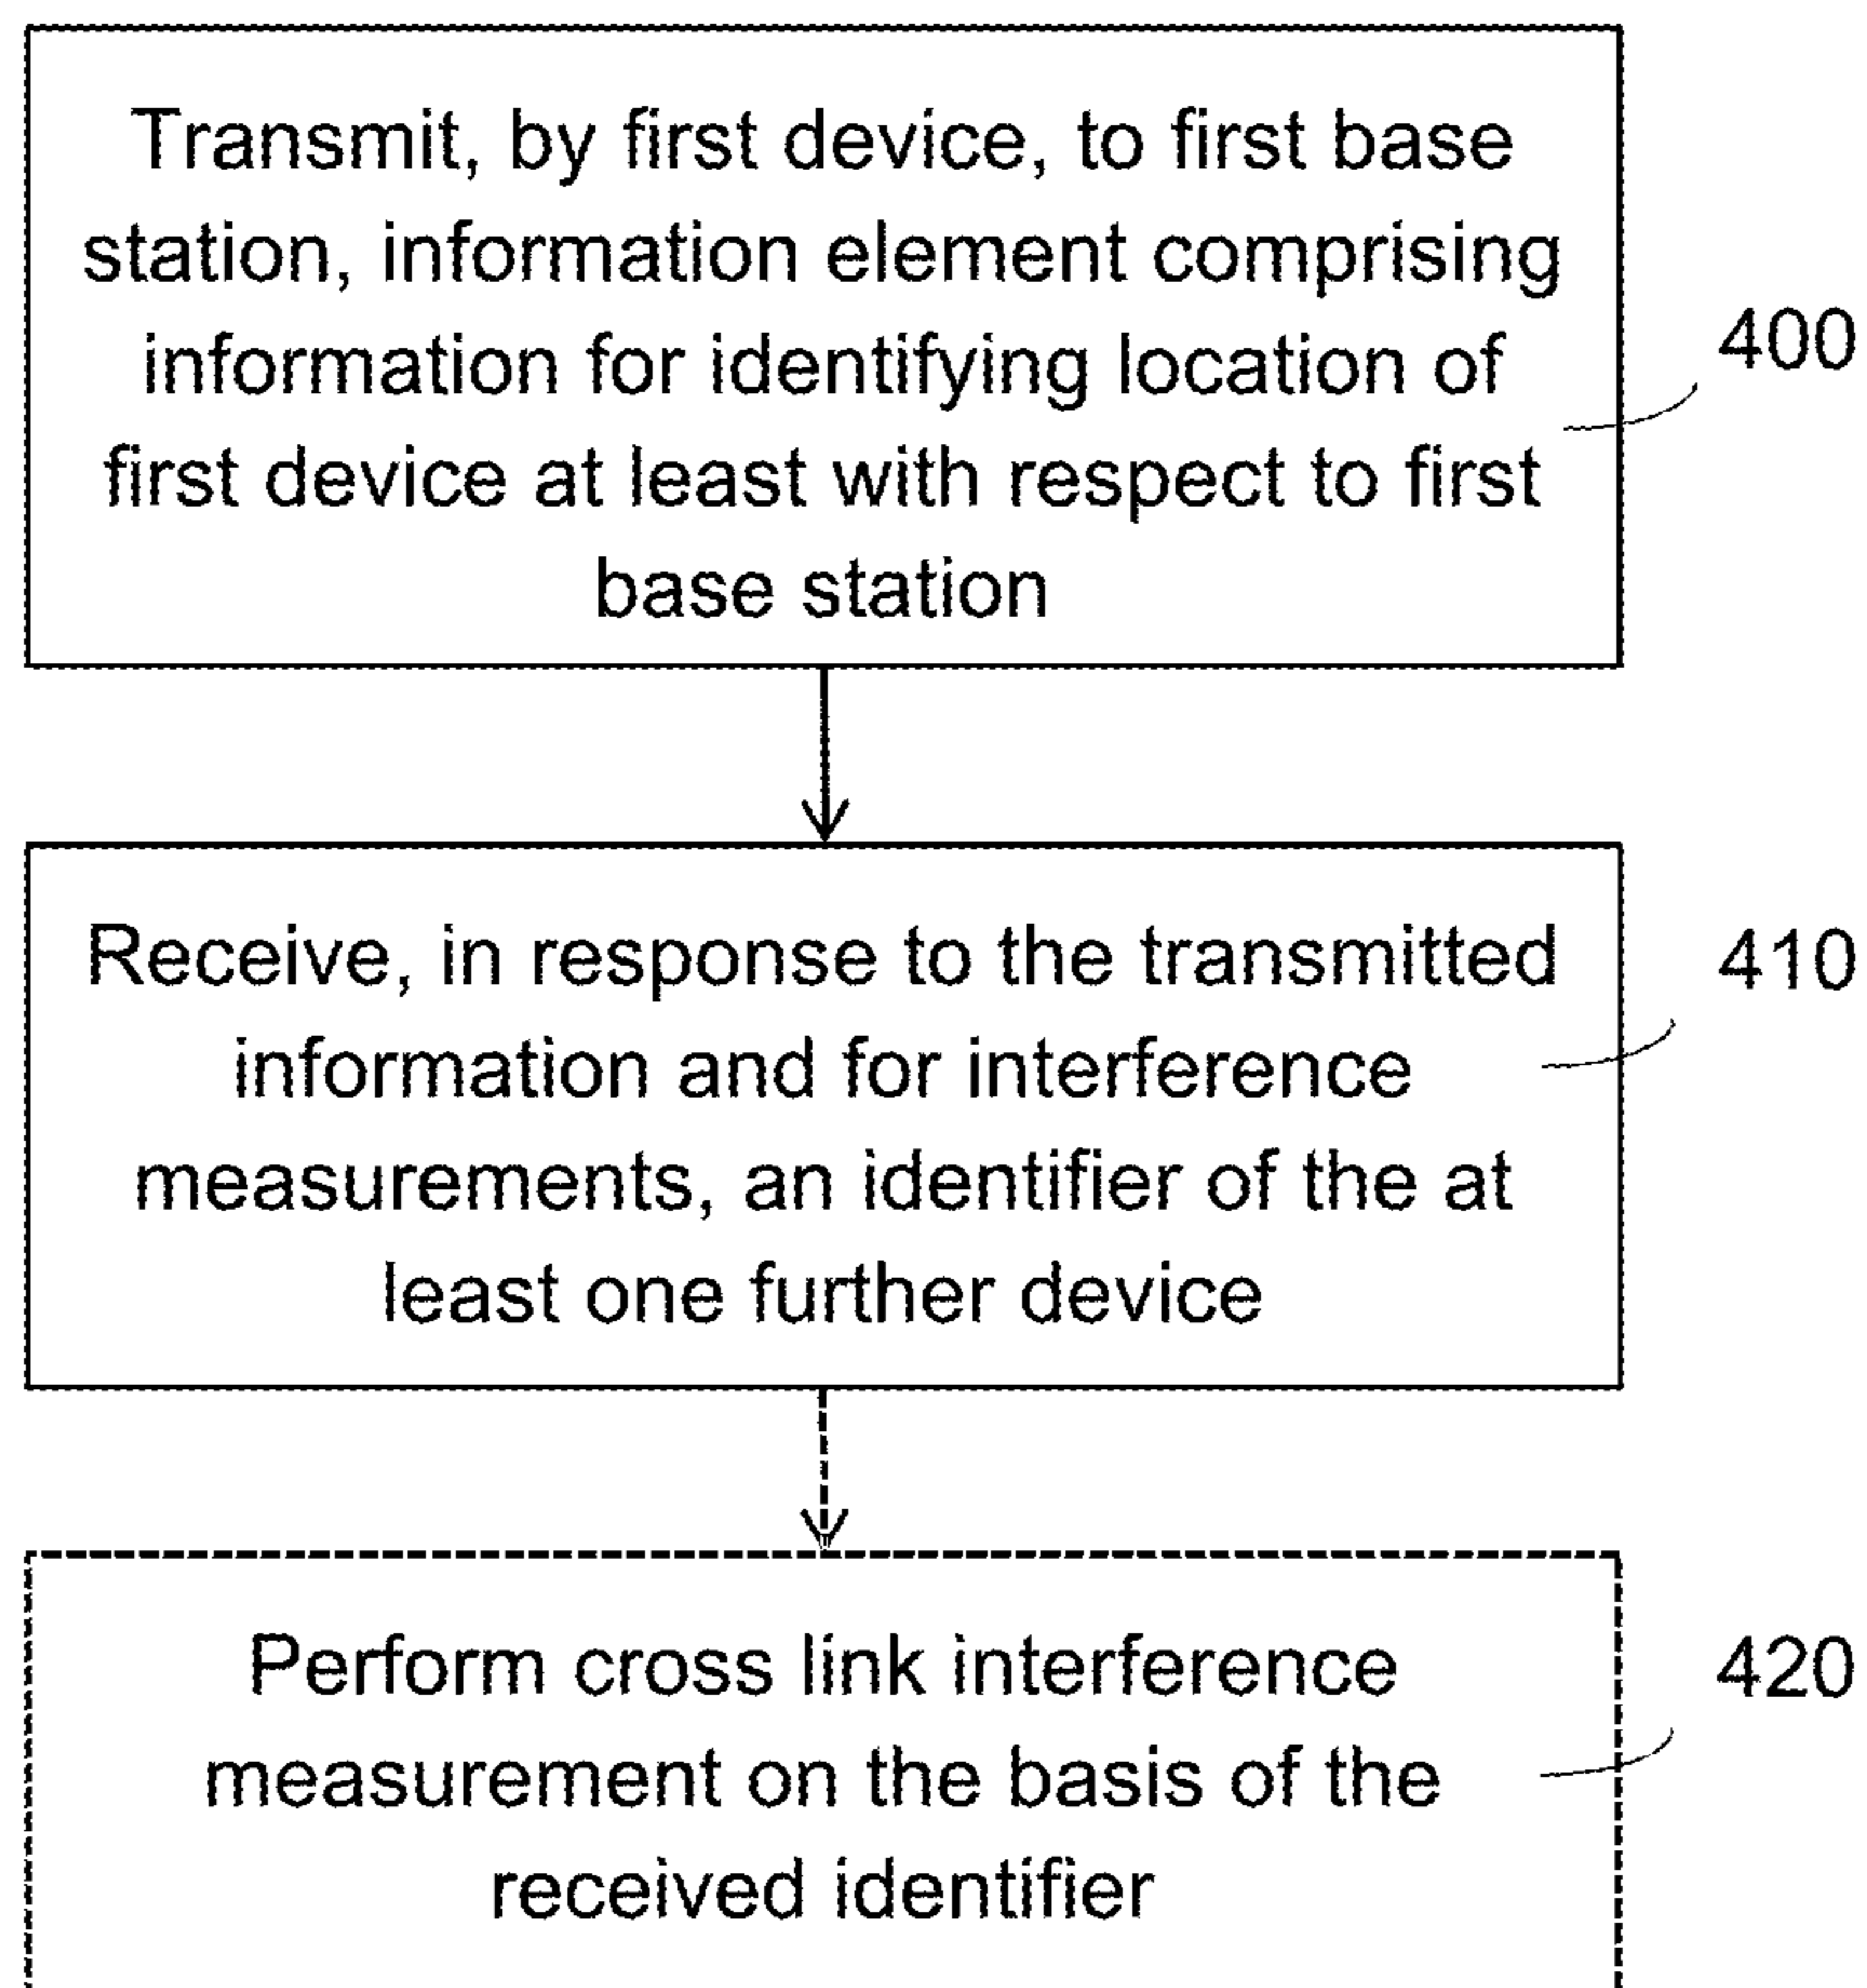 Transmit, by first device, to first base
station, information element comprising
information for identifying location of
first device at least with respect to first
base station
400
Receive, in response to the transmitted
information and for interference
measurements, an identifier of the at
least one further device
410
Perform cross link interference
measurement on the basis of the
received identifier
420